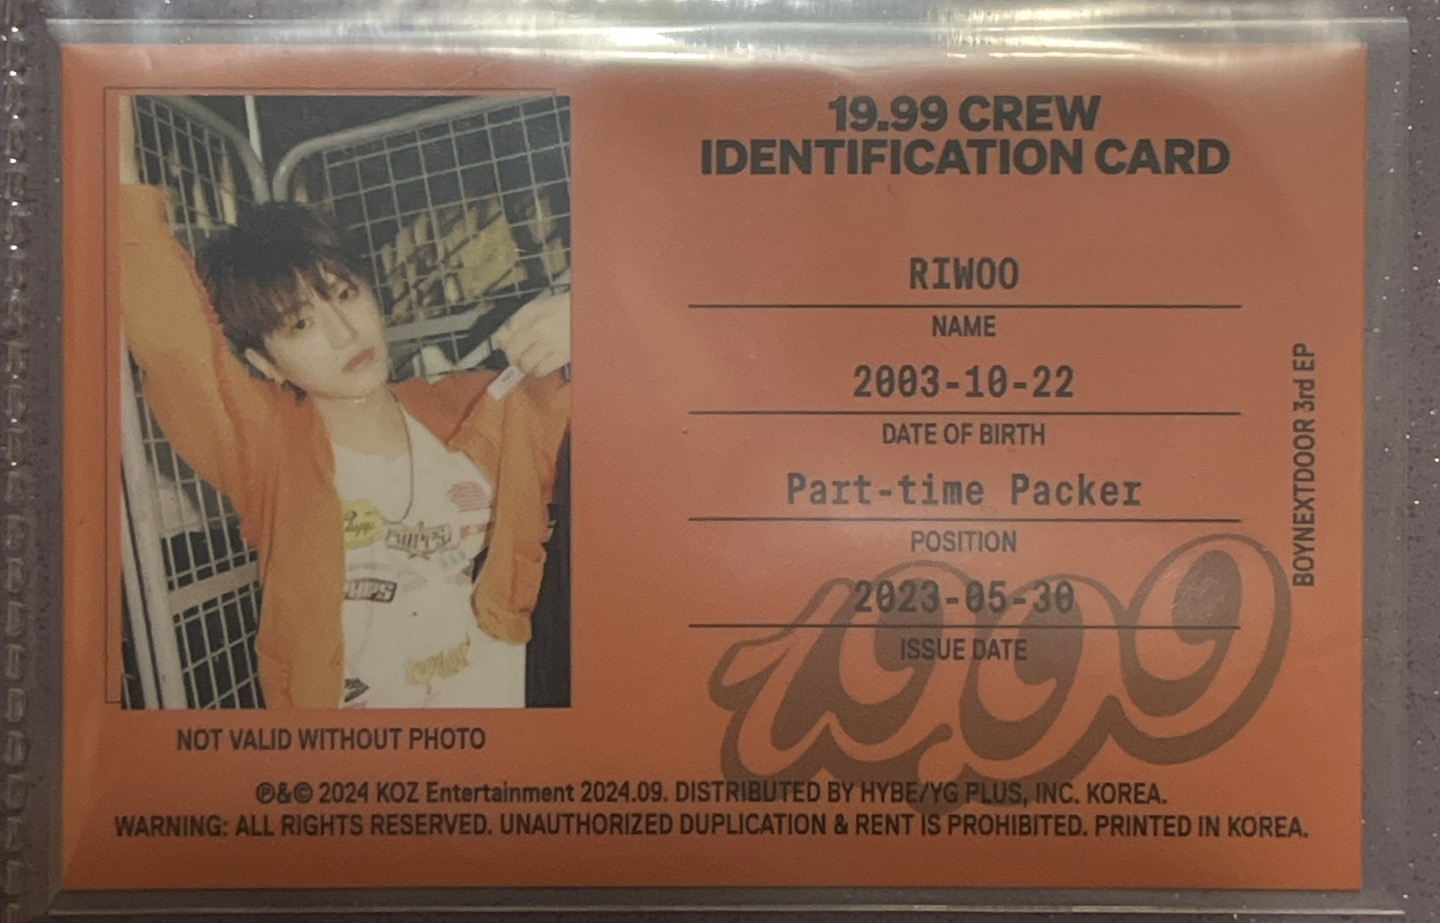 19.99 CREW
IDENTIFICATION CARD
RIWOO
NAME
2003-10-22
DATE OF BIRTH
Part-time Packer
POSITION
2023-05-30
ISSUE DATE
19.99
BOYNEXTDOOR 3rd EP
NOT VALID WITHOUT PHOTO
℗&© 2024 KOZ Entertainment 2024.09. DISTRIBUTED BY HYBE/YG PLUS, INC. KOREA.
WARNING: ALL RIGHTS RESERVED. UNAUTHORIZED DUPLICATION & RENT IS PROHIBITED. PRINTED IN KOREA.